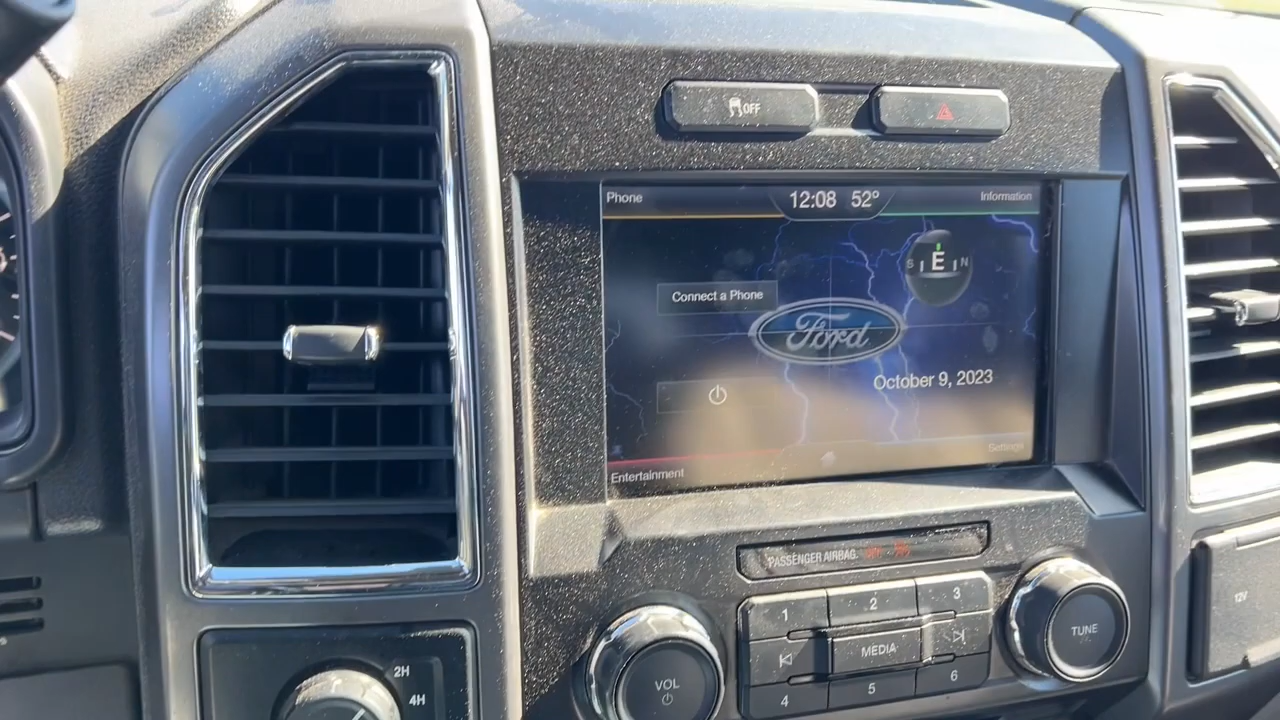 OFF
Phone
12:08 52°
Information
S E N
Connect a Phone
Ford
October 9, 2023
Entertainment
Settings
PASSENGER AIRBAG
1 2 3
MEDIA
4 5 6
VOL
TUNE
12V
2H
4H